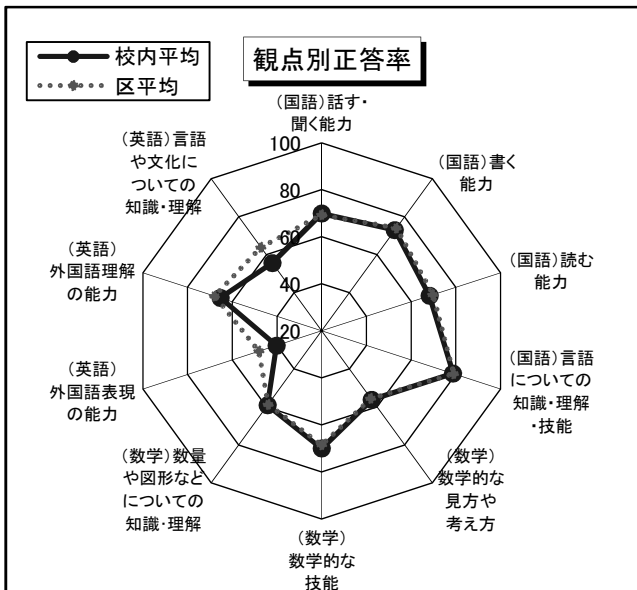 校内平均
区平均
観点別正答率
(国語)話す・
聞く能力
(国語)書く
能力
(国語)読む
能力
(国語)言語
についての
知識・理解
・技能
(数学)
数学的な
見方や
考え方
(数学)
数学的な
技能
(数学)数量
や図形など
についての
知識・理解
(英語)
外国語表現
の能力
(英語)
外国語理解
の能力
(英語)言語
や文化に
ついての
知識・理解
100
80
60
40
20